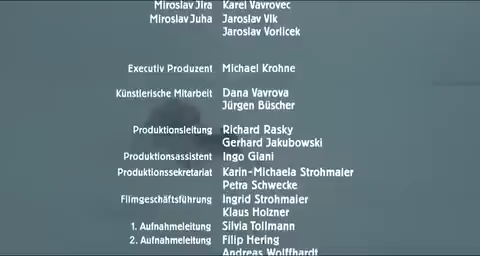 Miroslav Jira Karel Vavrovec
Miroslav Juha Jaroslav Vlk
Jaroslav Vorlicek
Executiv Produzent Michael Krohne
Künstlerische Mitarbeit Dana Vavrova
Jürgen Büscher
Produktionsleitung Richard Rasky
Gerhard Jakubowski
Produktionsassistent Ingo Giani
Produktionssekretariat Karin-Michaela Strohmaier
Petra Schwecke
Filmgeschäftsführung Ingrid Strohmaier
Klaus Holzner
1. Aufnahmeleitung Silvia Tollmann
2. Aufnahmeleitung Filip Hering
Andreas Wolffhardt